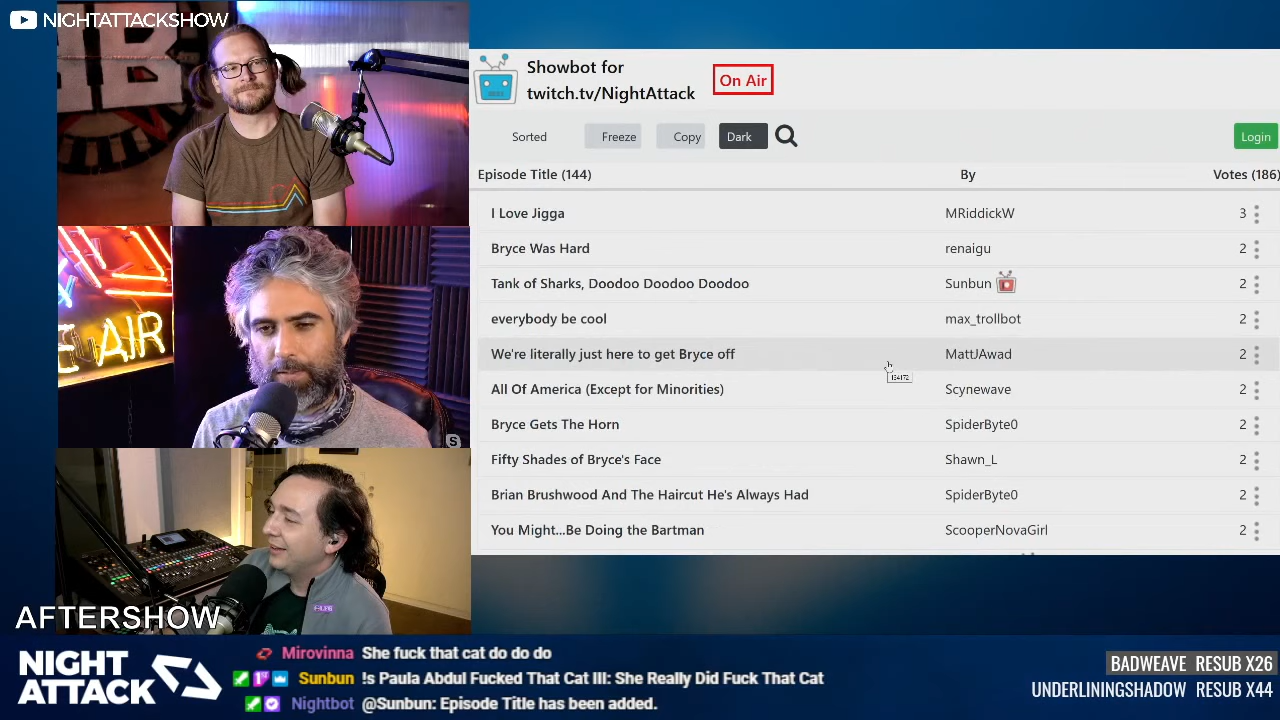 NIGHTATTACKSHOW
Showbot for
twitch.tv/NightAttack
On Air
Sorted
Freeze
Copy
Dark
Login
Episode Title (144) By Votes (186)
I Love Jigga MRiddickW 3
Bryce Was Hard renaigu 2
Tank of Sharks, Doodoo Doodoo Doodoo Sunbun 2
everybody be cool max_trollbot 2
We're literally just here to get Bryce off MattJAwad 2
All Of America (Except for Minorities) Scynewave 2
Bryce Gets The Horn SpiderByte0 2
Fifty Shades of Bryce's Face Shawn_L 2
Brian Brushwood And The Haircut He's Always Had SpiderByte0 2
You Might...Be Doing the Bartman ScooperNovaGirl 2
E AIR
S
AFTERSHOW
NIGHT
ATTACK
Mirovinna She fuck that cat do do do
Sunbun !s Paula Abdul Fucked That Cat III: She Really Did Fuck That Cat
Nightbot @Sunbun: Episode Title has been added.
BADWEAVE RESUB X26
UNDERLININGSHADOW RESUB X44